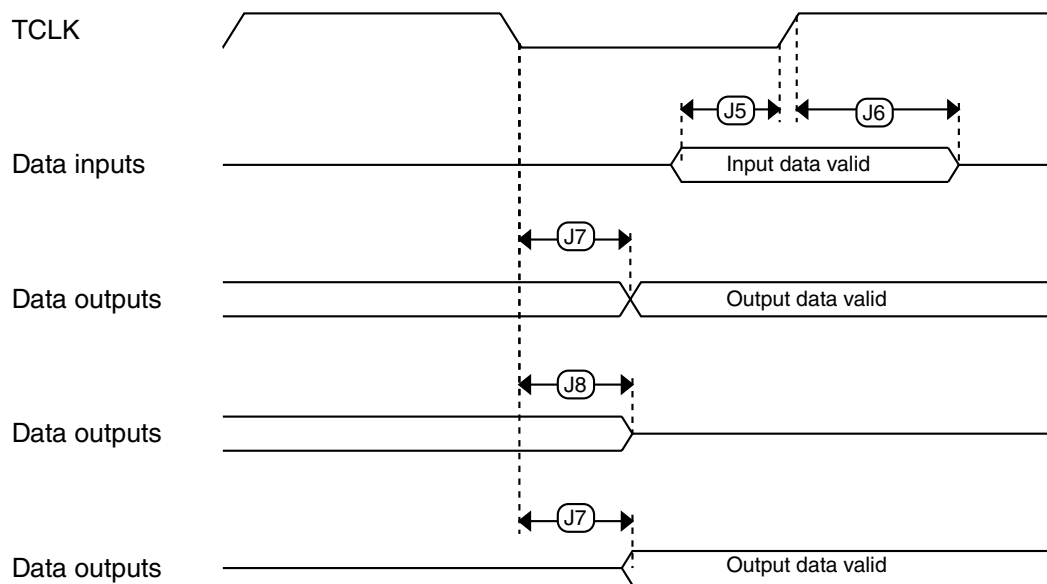 TCLK
J5
J6
Data inputs
Input data valid
J7
Data outputs
Output data valid
J8
Data outputs
J7
Data outputs
Output data valid